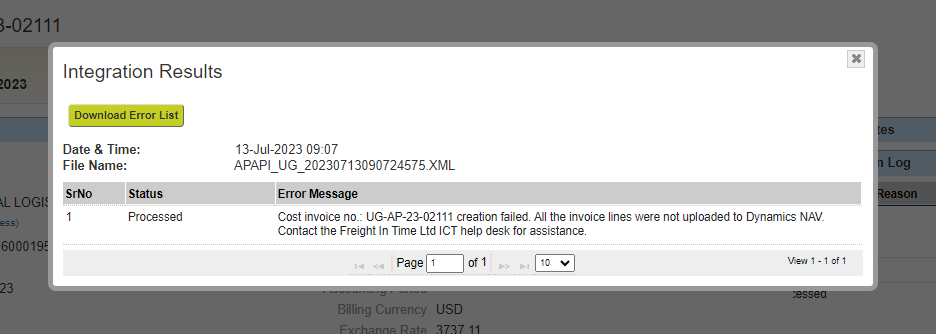 3-02111
Integration Results
2023
Download Error List
tes
Date & Time: 13-Jul-2023 09:07
n Log
File Name: APAPI_UG_20230713090724575.XML
SrNo Status Error Message
Reason
AL LOGIS
1 Processed Cost invoice no.: UG-AP-23-02111 creation failed. All the invoice lines were not uploaded to Dynamics NAV.
Contact the Freight In Time Ltd ICT help desk for assistance.
ess)
6000195
Page 1 of 1 10 View 1 - 1 of 1
23
cessed
Billing Currency USD
Exchange Rate 3737.11